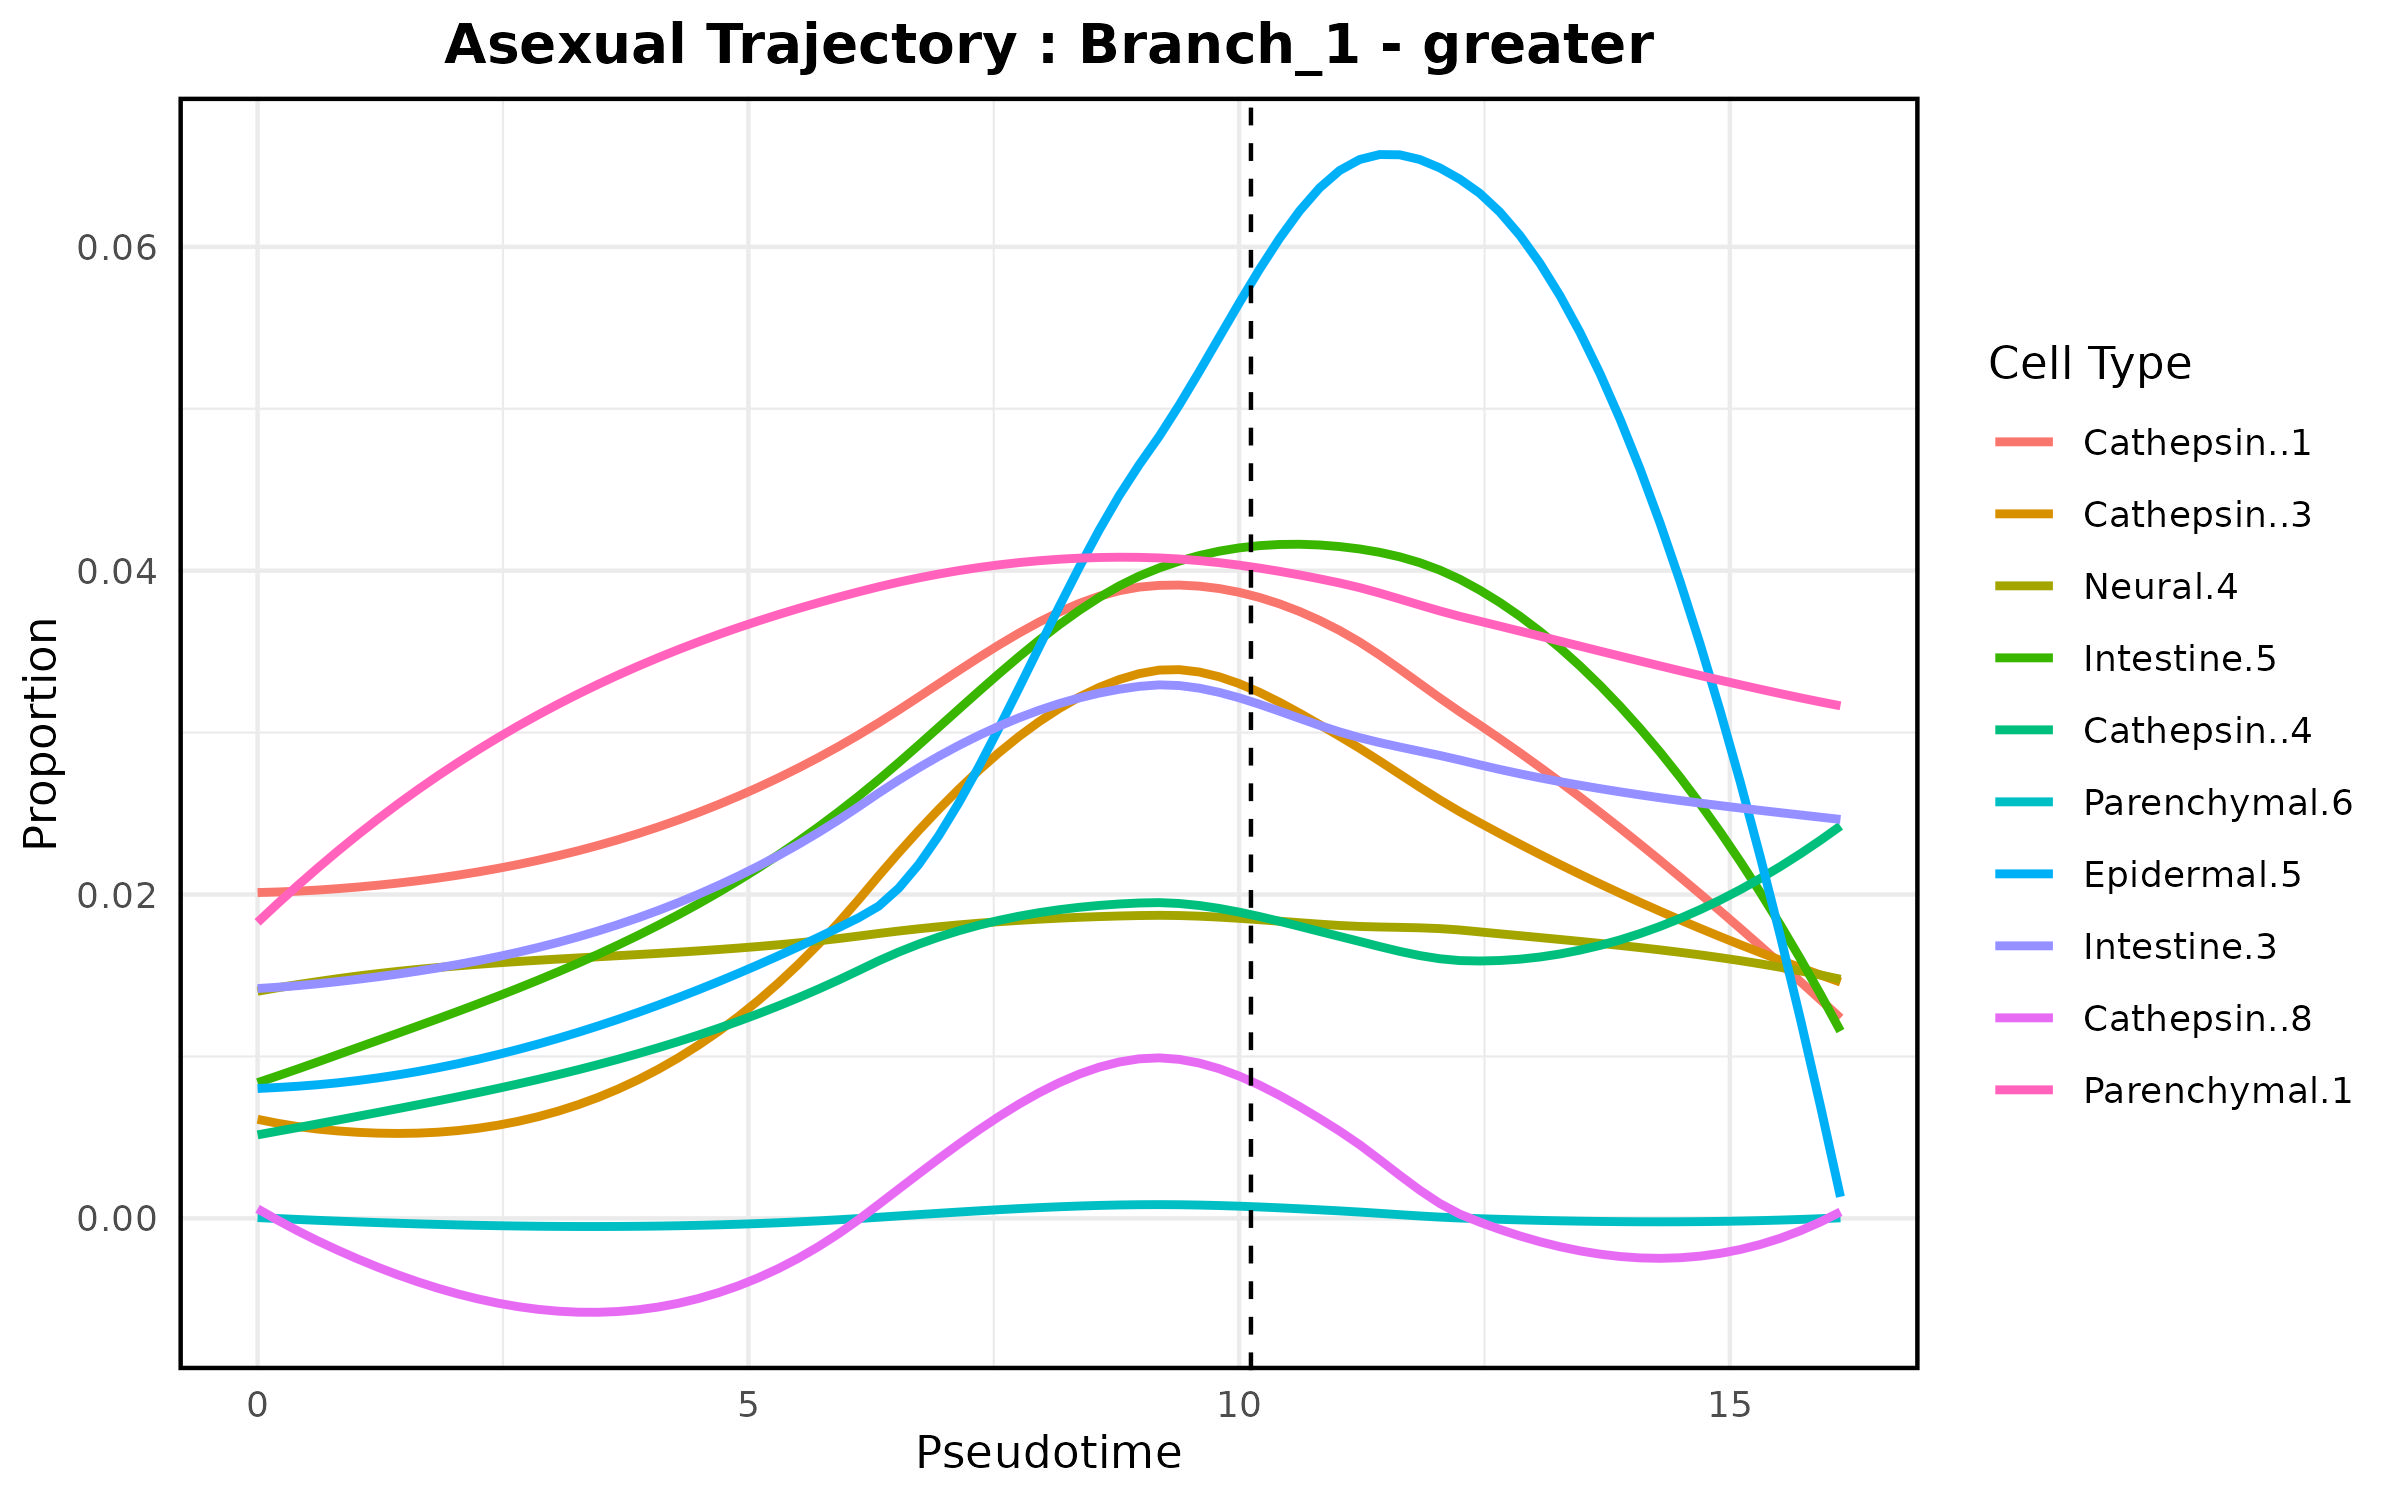 Asexual Trajectory : Branch_1 - greater
Proportion
0.06
0.04
0.02
0.00
0
5
10
15
Pseudotime
Cell Type
Cathepsin..1
Cathepsin..3
Neural.4
Intestine.5
Cathepsin..4
Parenchymal.6
Epidermal.5
Intestine.3
Cathepsin..8
Parenchymal.1